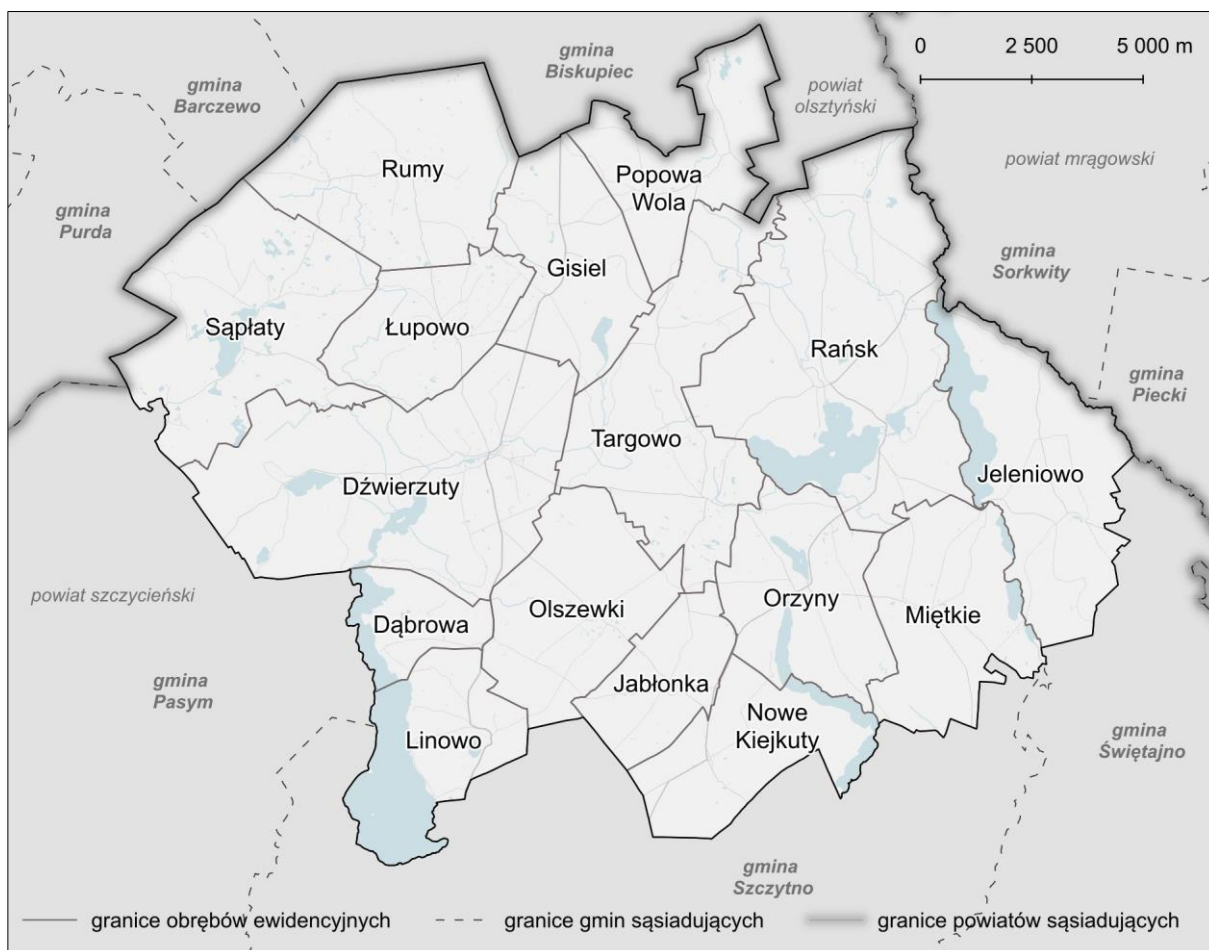 gmina
Biskupiec
0 2 500 5 000 m
gmina
Barczewo
powiat
olsztyński
Rumy
Popowa
Wola
powiat mrągowski
gmina
Purda
gmina
Sorkwity
Gisiel
Sąpłaty
Łupowo
Rańsk
gmina
Piecki
Targowo
Jeleniowo
Dźwierzuty
powiat szczycieński
Olszewki
Orzyny
Miętkie
Dąbrowa
gmina
Pasym
Jabłonka
Nowe
Kiejkuty
Linowo
gmina
Świętajno
gmina
Szczytno
granice obrębów ewidencyjnych granice gmin sąsiadujących granice powiatów sąsiadujących